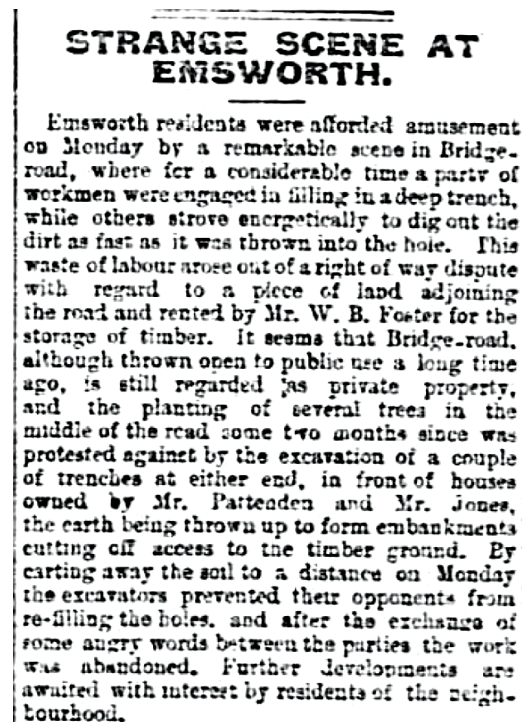 STRANGE SCENE AT
EMSWORTH.
Emsworth residents were afforded amusement
on Monday by a remarkable scene in Bridge-
road, where for a considerable time a party of
workmen were engaged in filling in a deep trench,
while others strove energetically to dig out the
dirt as fast as it was thrown into the hole. This
waste of labour arose out of a right of way dispute
with regard to a piece of land adjoining
the road and rented by Mr. W. B. Foster for the
storage of timber. It seems that Bridge-road,
although thrown open to public use a long time
ago, is still regarded as private property,
and the planting of several trees in the
middle of the road some two months since was
protested against by the excavation of a couple
of trenches at either end, in front of houses
owned by Mr. Pattenden and Mr. Jones,
the earth being thrown up to form embankments
cutting off access to the timber ground. By
carting away the soil to a distance on Monday
the excavators prevented their opponents from
re-filling the holes, and after the exchange of
some angry words between the parties the work
was abandoned. Further developments are
awaited with interest by residents of the neigh-
bourhood.